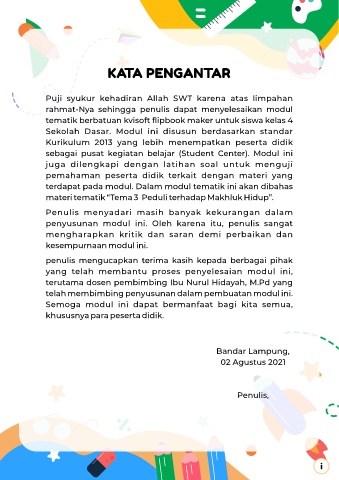 KATA PENGANTAR
Puji syukur kehadiran Allah SWT karena atas limpahan
rahmat-Nya sehingga penulis dapat menyelesaikan modul
tematik berbatuan kvisoft flipbook maker untuk siswa kelas 4
Sekolah Dasar. Modul ini disusun berdasarkan standar
Kurikulum 2013 yang lebih menempatkan peserta didik
sebagai pusat kegiatan belajar (Student Center). Modul ini
juga dilengkapi dengan latihan soal untuk menguji
pemahaman peserta didik terkait dengan materi yang
terdapat pada modul. Dalam modul tematik ini akan dibahas
materi tematik “Tema 3 Peduli terhadap Makhluk Hidup”.
Penulis menyadari masih banyak kekurangan dalam
penyusunan modul ini. Oleh karena itu, penulis sangat
mengharapkan kritik dan saran demi perbaikan dan
kesempurnaan modul ini.
penulis mengucapkan terima kasih kepada berbagai pihak
yang telah membantu proses penyelesaian modul ini,
terutama dosen pembimbing Ibu Nurul Hidayah, M.Pd yang
telah membimbing penyusunan dalam pembuatan modul ini.
Semoga modul ini dapat bermanfaat bagi kita semua,
khususnya para peserta didik.
Bandar Lampung,
02 Agustus 2021
Penulis,
i